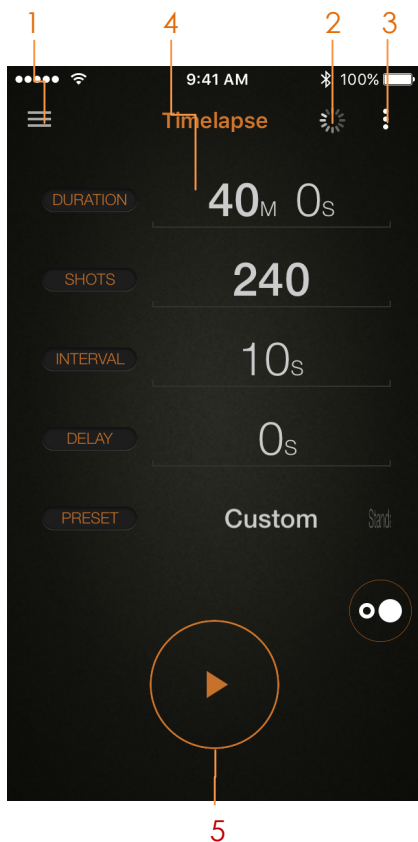 1 4 2 3
9:41 AM 100%
Timelapse
DURATION 40M 0s
SHOTS 240
INTERVAL 10s
DELAY 0s
PRESET Custom Stand
5